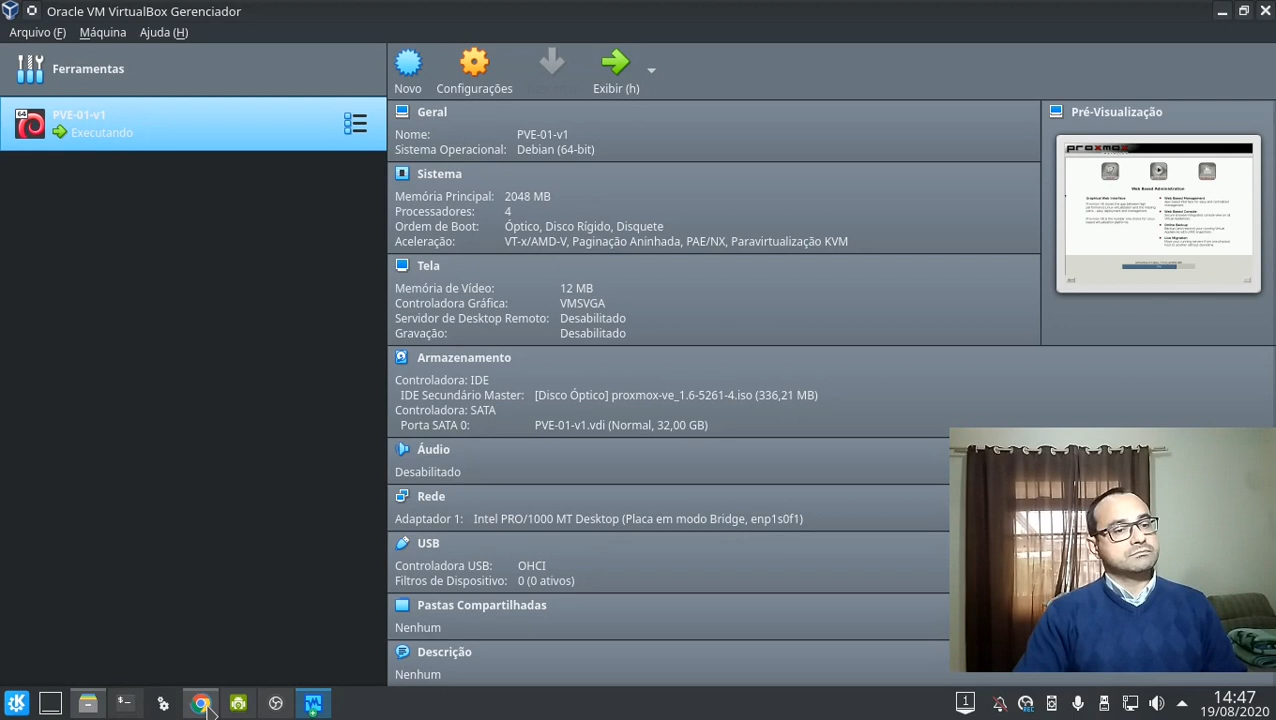 Oracle VM VirtualBox Gerenciador
Arquivo (F) Máquina Ajuda (H)
Ferramentas
Novo Configurações Exibir (h)
64 PVE-01-v1
Executando
Geral
Nome: PVE-01-v1
Sistema Operacional: Debian (64-bit)
Sistema
Memória Principal: 2048 MB
Processadores:
Ordem de Boot: Óptico, Disco Rígido, Disquete
Aceleração: VT-x/AMD-V, Paginação Aninhada, PAE/NX, Paravirtualização KVM
Tela
Memória de Vídeo: 12 MB
Controladora Gráfica: VMSVGA
Servidor de Desktop Remoto: Desabilitado
Gravação: Desabilitado
Pré-Visualização
PROXMOX
Web Based Administration
Armazenamento
Controladora: IDE
IDE Secundário Master: [Disco Óptico] proxmox-ve_1.6-5261-4.iso (336,21 MB)
Controladora: SATA
Porta SATA 0: PVE-01-v1.vdi (Normal, 32,00 GB)
Áudio
Desabilitado
Rede
Adaptador 1: Intel PRO/1000 MT Desktop (Placa em modo Bridge, enp1s0f1)
USB
Controladora USB: OHCI
Filtros de Dispositivo: 0 (0 ativos)
Pastas Compartilhadas
Nenhum
Descrição
Nenhum
1
14:47
19/08/2020